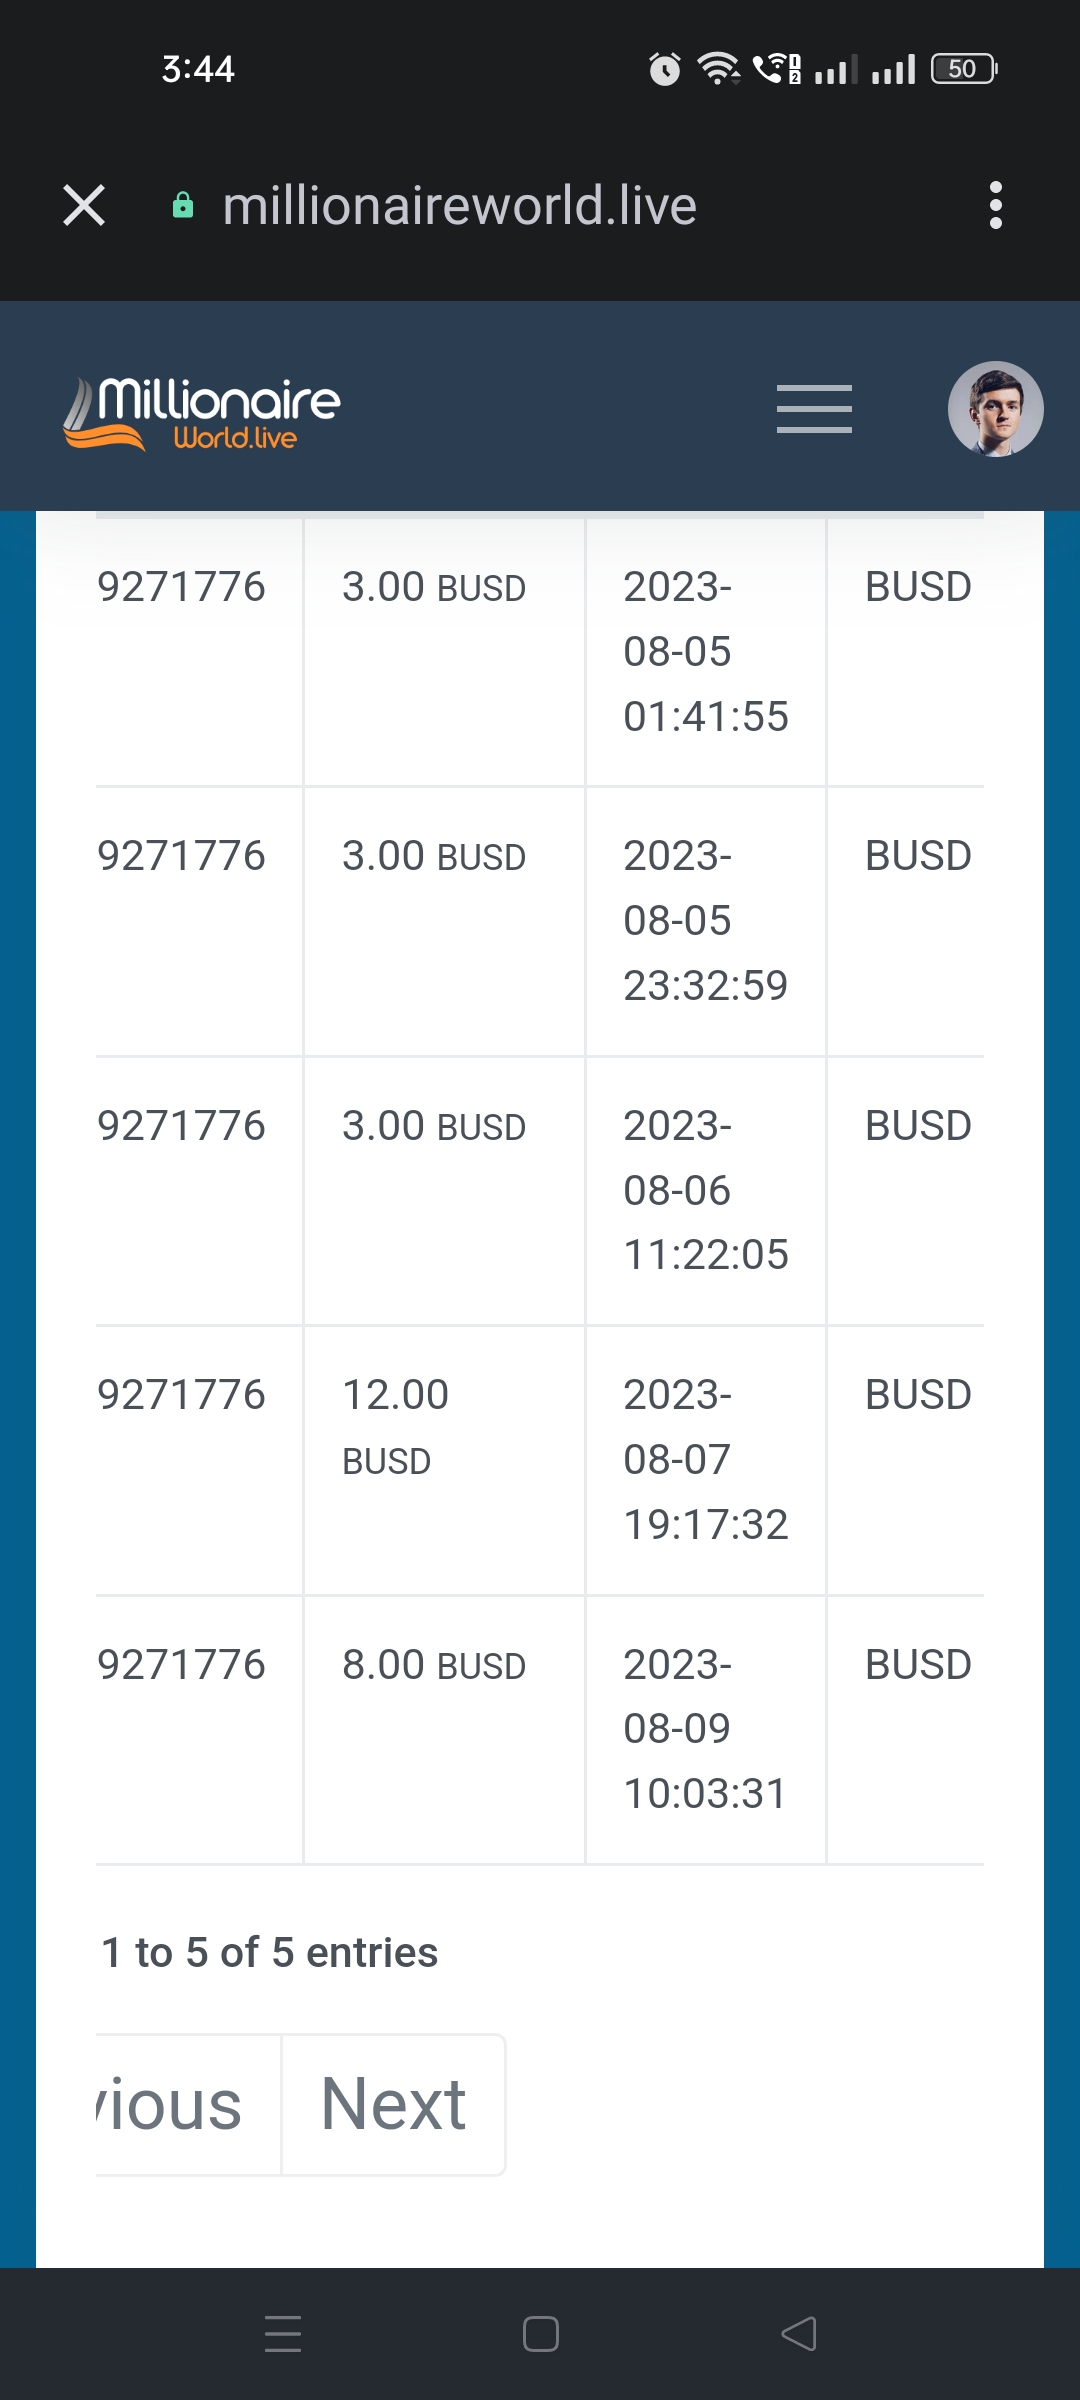 3:44
50
millionaireworld.live
Millionaire
World.live
9271776 3.00 BUSD 2023- BUSD
08-05
01:41:55
9271776 3.00 BUSD 2023- BUSD
08-05
23:32:59
9271776 3.00 BUSD 2023- BUSD
08-06
11:22:05
9271776 12.00 2023- BUSD
BUSD 08-07
19:17:32
9271776 8.00 BUSD 2023- BUSD
08-09
10:03:31
1 to 5 of 5 entries
vious Next